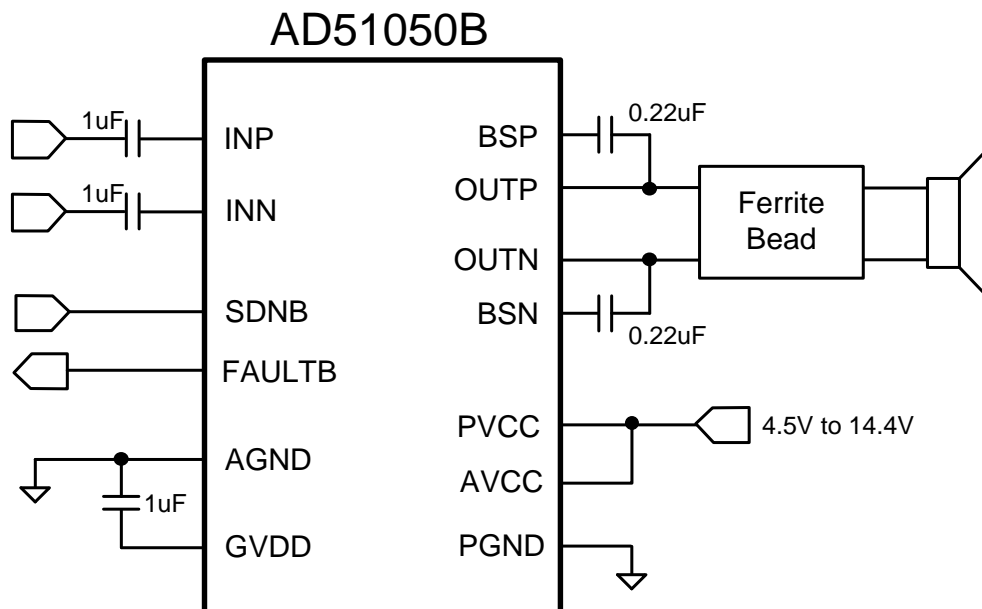 AD51050B
1uF
INP
1uF
INN
SDNB
FAULTB
AGND
1uF
GVDD
BSP
0.22uF
OUTP
Ferrite
Bead
OUTN
BSN
0.22uF
PVCC
4.5V to 14.4V
AVCC
PGND